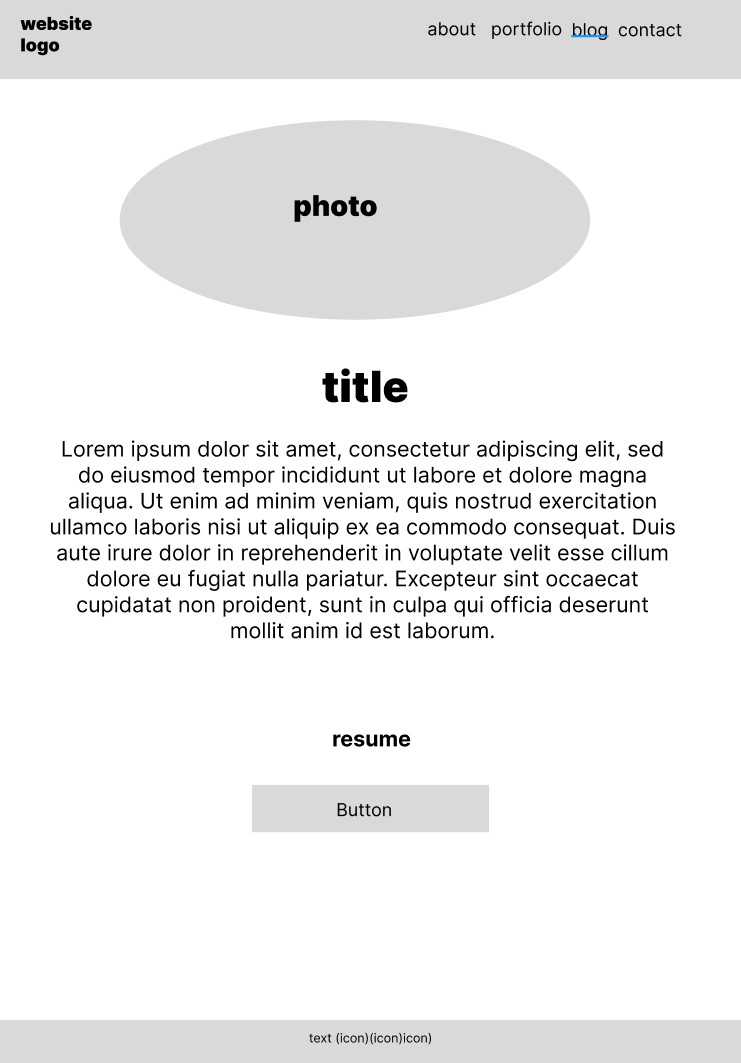 website
logo
about portfolio blog contact
photo
title
Lorem ipsum dolor sit amet, consectetur adipiscing elit, sed
do eiusmod tempor incididunt ut labore et dolore magna
aliqua. Ut enim ad minim veniam, quis nostrud exercitation
ullamco laboris nisi ut aliquip ex ea commodo consequat. Duis
aute irure dolor in reprehenderit in voluptate velit esse cillum
dolore eu fugiat nulla pariatur. Excepteur sint occaecat
cupidatat non proident, sunt in culpa qui officia deserunt
mollit anim id est laborum.
resume
Button
text (icon)(icon)icon)